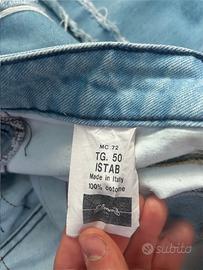 MC. 72
TG. 50
ISTAB
Made in Italy
100% cotone
subito